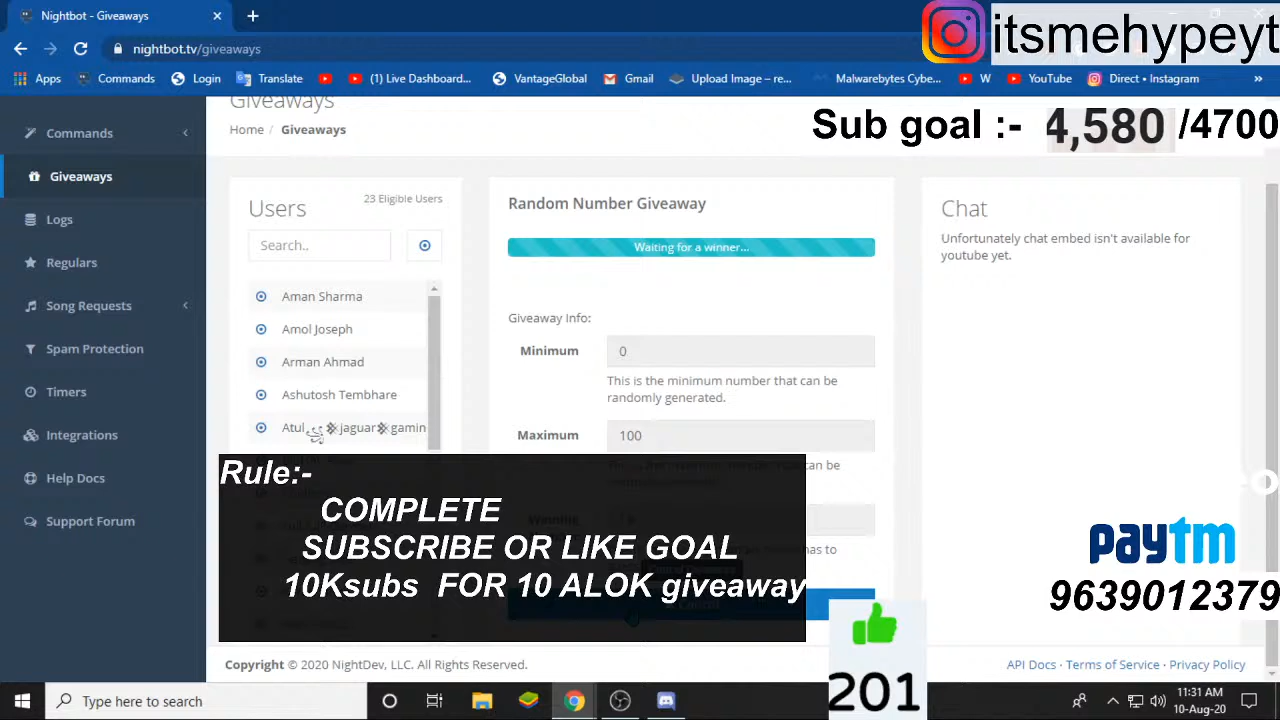 Nightbot - Giveaways
nightbot.tv/giveaways
itsmehypeyt
Apps
Commands
Login
Translate
(1) Live Dashboard...
VantageGlobal
Gmail
Upload Image – re...
Malwarebytes Cybe...
W
YouTube
Direct • Instagram
»
Giveaways
Home / Giveaways
Sub goal :- 4,580 /4700
Commands
Giveaways
Logs
Regulars
Song Requests
Spam Protection
Timers
Integrations
Help Docs
Support Forum
Users
23 Eligible Users
Search..
Aman Sharma
Amol Joseph
Arman Ahmad
Ashutosh Tembhare
Random Number Giveaway
Waiting for a winner...
Giveaway Info:
Minimum
0
This is the minimum number that can be
randomly generated.
Maximum
100
Chat
Unfortunately chat embed isn't available for
youtube yet.
Rule:-
COMPLETE
SUBSCRIBE OR LIKE GOAL
10Ksubs FOR 10 ALOK giveaway
paytm
9639012379
201
Copyright © 2020 NightDev, LLC. All Rights Reserved.
API Docs - Terms of Service - Privacy Policy
Type here to search
11:31 AM
10-Aug-20